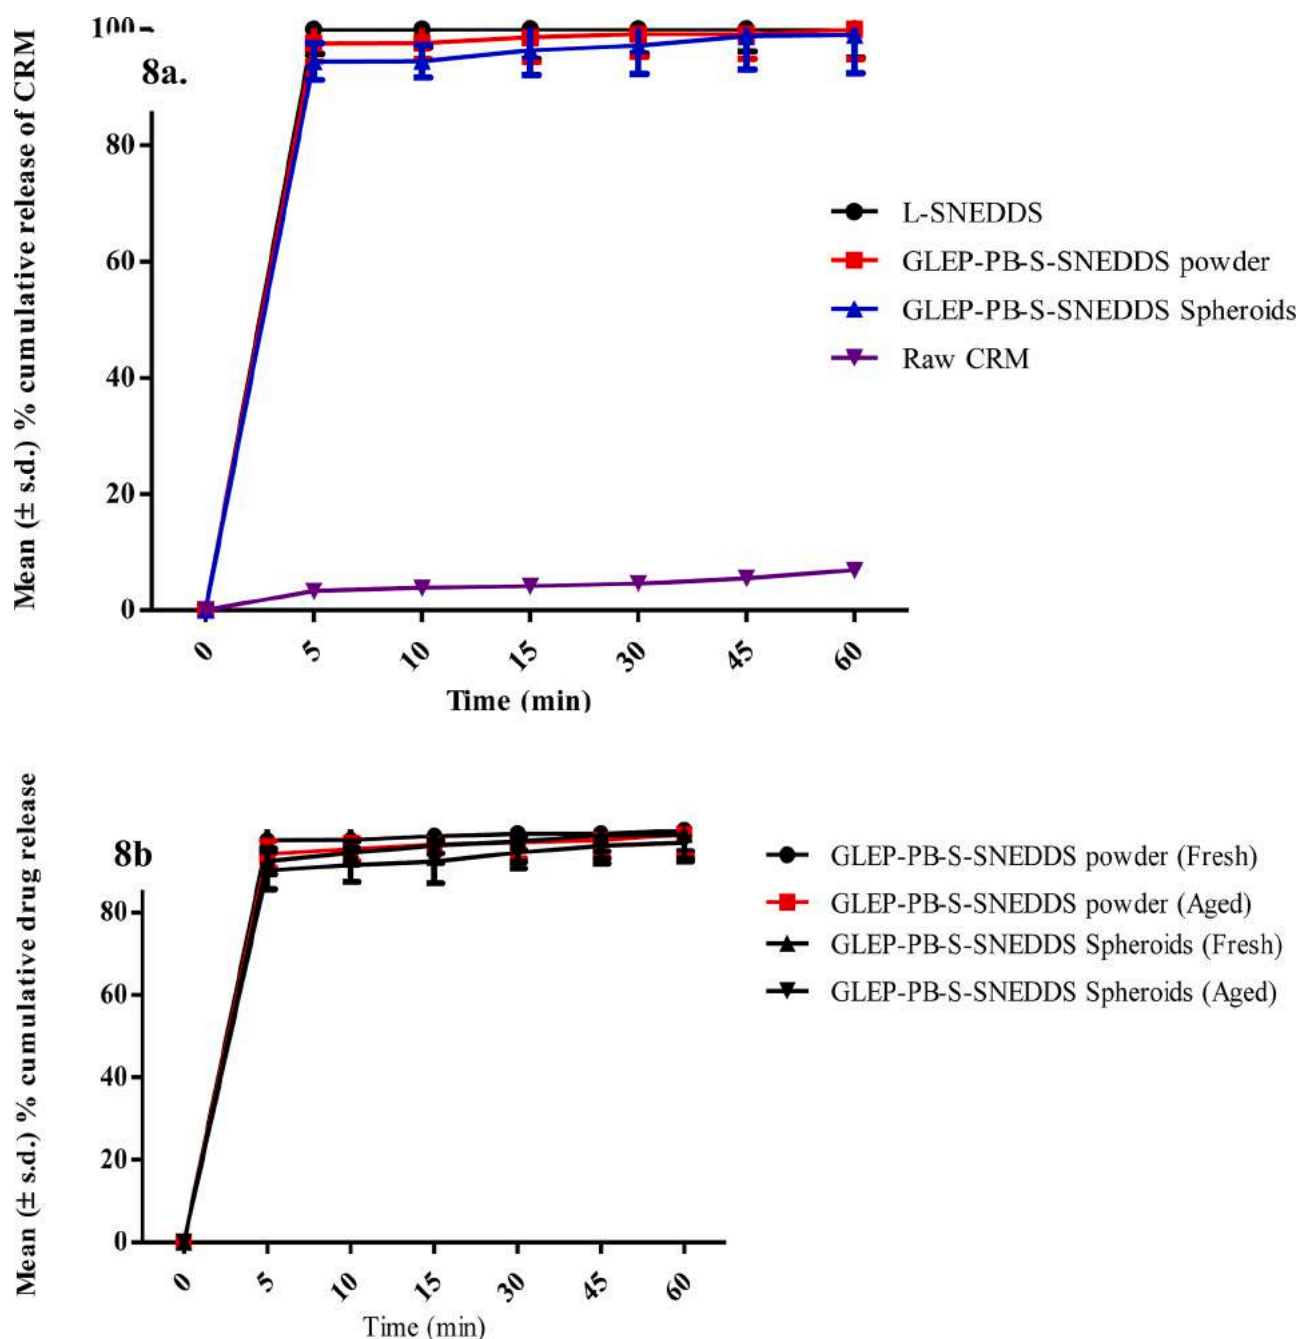 Mean (± s.d.) % cumulative release of CRM
100
8a.
80
60
40
20
0
0 5 10 15 30 45 60
Time (min)
L-SNEDDS
GLEP-PB-S-SNEDDS powder
GLEP-PB-S-SNEDDS Spheroids
Raw CRM
Mean (± s.d.) % cumulative drug release
8b
80
60
40
20
0
0 5 10 15 30 45 60
Time (min)
GLEP-PB-S-SNEDDS powder (Fresh)
GLEP-PB-S-SNEDDS powder (Aged)
GLEP-PB-S-SNEDDS Spheroids (Fresh)
GLEP-PB-S-SNEDDS Spheroids (Aged)